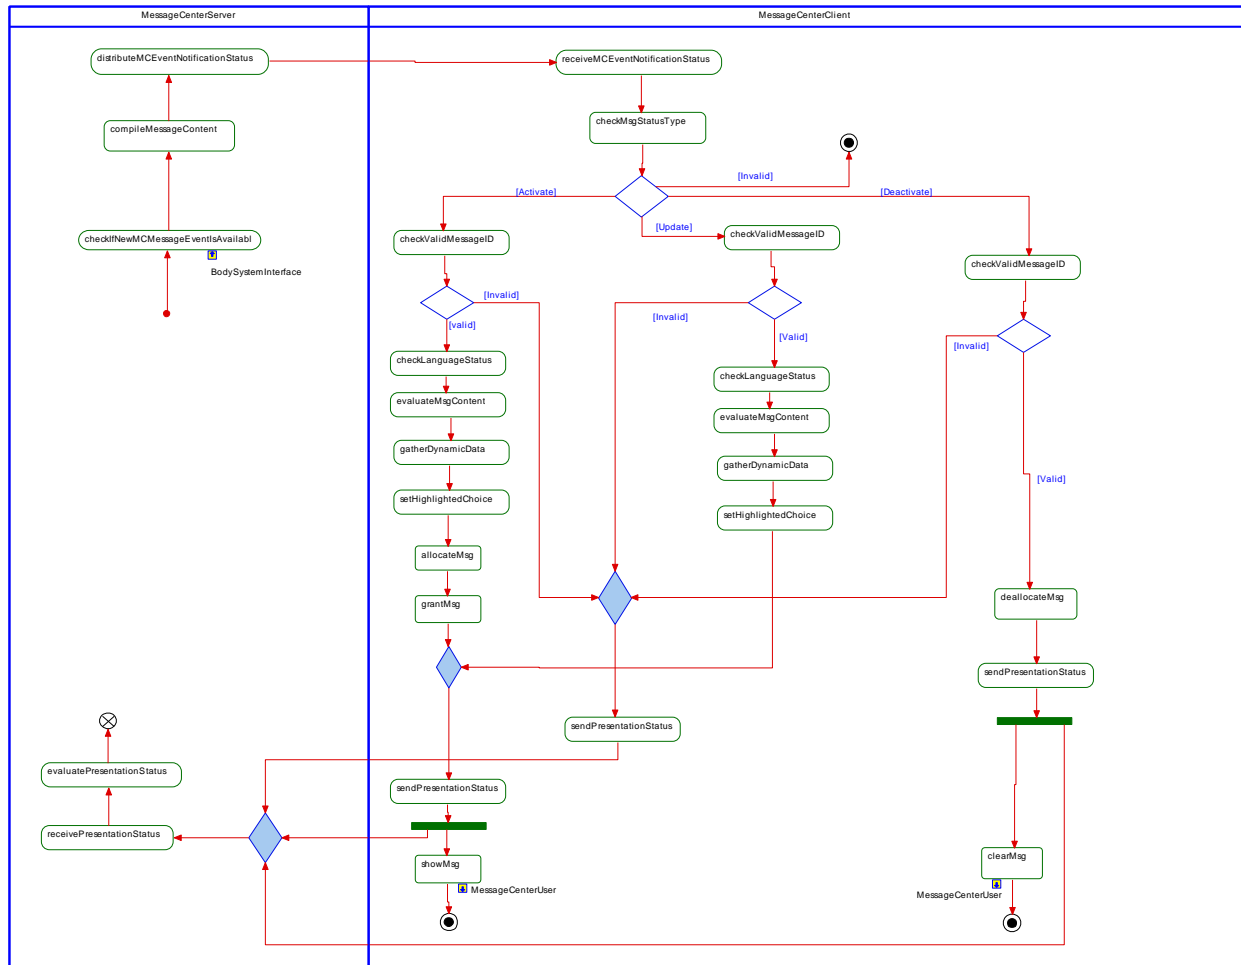 MessageCenterServer
MessageCenterClient
distributeMCEventNotificationStatus
receiveMCEventNotificationStatus
compileMessageContent
checkMsgStatusType
[Invalid]
[Activate]
[Deactivate]
[Update]
checkIfNewMCMessageEventIsAvailabl
checkValidMessageID
checkValidMessageID
checkValidMessageID
BodySystemInterface
[Invalid]
[valid]
[Invalid]
[Valid]
[Invalid]
checkLanguageStatus
checkLanguageStatus
evaluateMsgContent
evaluateMsgContent
gatherDynamicData
gatherDynamicData
[Valid]
setHighlightedChoice
setHighlightedChoice
allocateMsg
grantMsg
deallocateMsg
sendPresentationStatus
sendPresentationStatus
evaluatePresentationStatus
sendPresentationStatus
receivePresentationStatus
showMsg
clearMsg
MessageCenterUser
MessageCenterUser